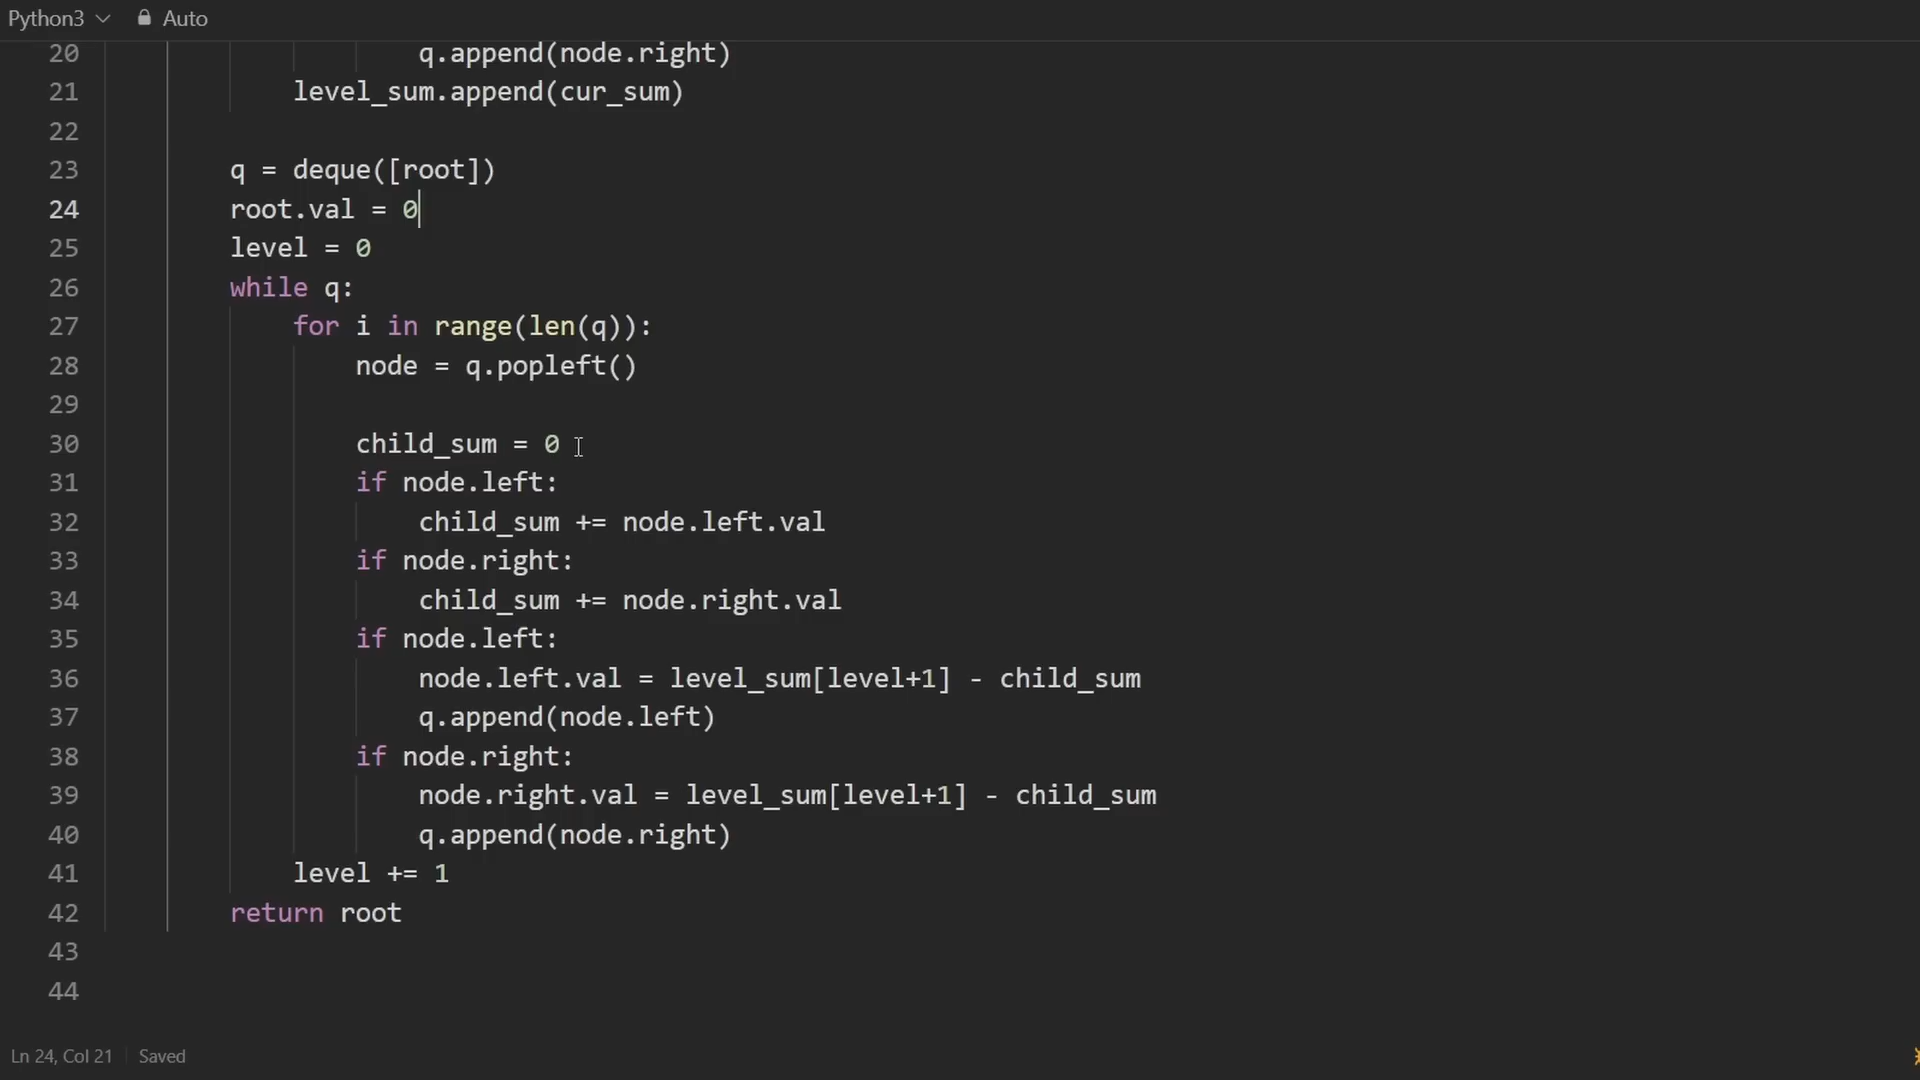 Python3 Auto
20 q.append(node.right)
21 level_sum.append(cur_sum)
22
23 q = deque([root])
24 root.val = 0
25 level = 0
26 while q:
27 for i in range(len(q)):
28 node = q.popleft()
29
30 child_sum = 0
31 if node.left:
32 child_sum += node.left.val
33 if node.right:
34 child_sum += node.right.val
35 if node.left:
36 node.left.val = level_sum[level+1] - child_sum
37 q.append(node.left)
38 if node.right:
39 node.right.val = level_sum[level+1] - child_sum
40 q.append(node.right)
41 level += 1
42 return root
43
44
Ln 24, Col 21 Saved